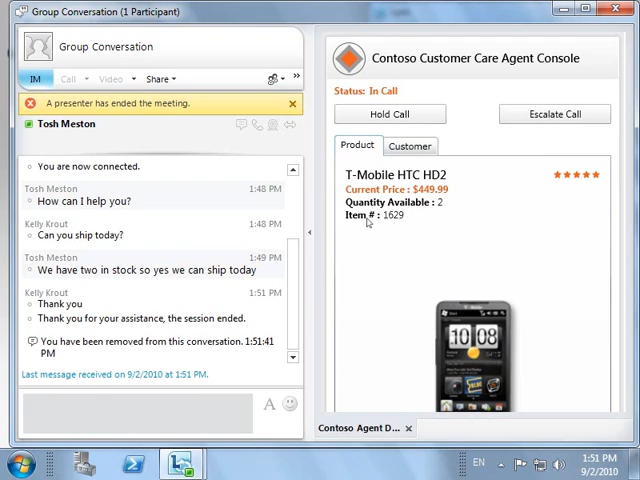 Group Conversation (1 Participant)
Group Conversation
IM
Call
Video
Share
A presenter has ended the meeting.
Tosh Meston
You are now connected.
Tosh Meston 1:48 PM
How can I help you?
Kelly Krout 1:48 PM
Can you ship today?
Tosh Meston 1:49 PM
We have two in stock so yes we can ship today
Kelly Krout 1:51 PM
Thank you
Thank you for your assistance, the session ended.
You have been removed from this conversation. 1:51:41
PM
Last message received on 9/2/2010 at 1:51 PM.
A
Contoso Customer Care Agent Console
Status: In Call
Hold Call
Escalate Call
Product
Customer
T-Mobile HTC HD2
Current Price : $449.99
Quantity Available : 2
Item # : 1629
10 08
Contoso Agent D...
EN
1:51 PM
9/2/2010